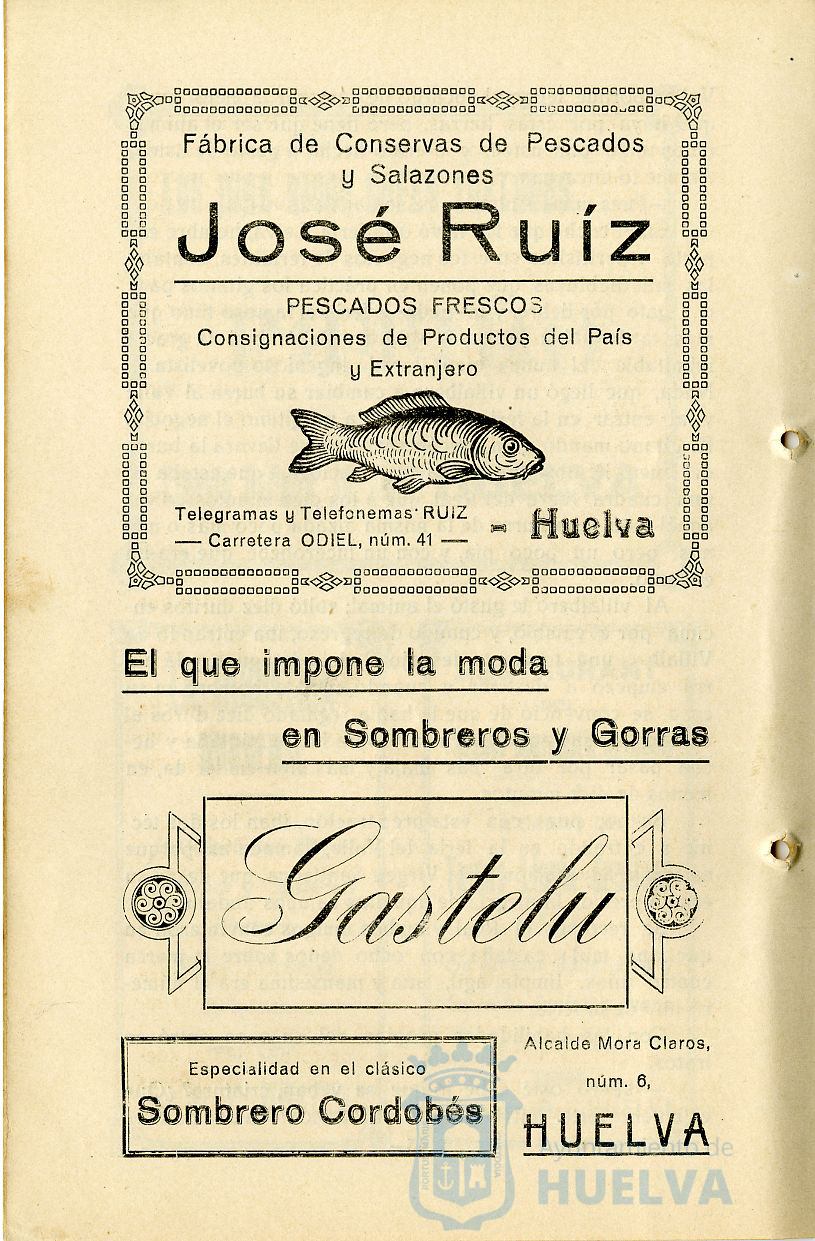 Fábrica de Conservas de Pescados
y Salazones
José Ruíz
PESCADOS FRESCOS
Consignaciones de Productos del País
y Extranjero
Telegramas y Telefonemas: RUIZ
— Carretera ODIEL, núm. 41 —
- Huelva
El que impone la moda
en Sombreros y Gorras
Gastelu
Especialidad en el clásico
Sombrero Cordobés
Alcalde Mora Claros,
núm. 6,
HUELVA
Ayuntamiento de
HUELVA